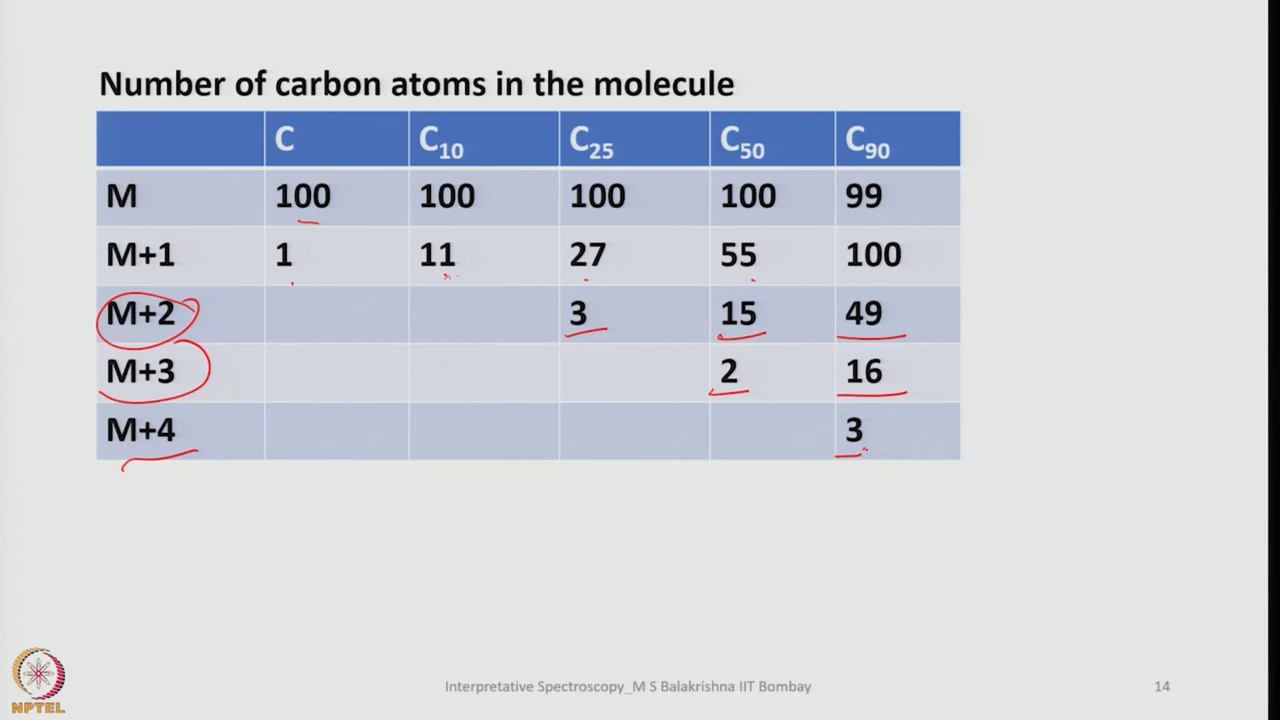 Number of carbon atoms in the molecule
C C10 C25 C50 C90
M 100 100 100 100 99
M+1 1 11 27 55 100
M+2 3 15 49
M+3 2 16
M+4 3
NPTEL
Interpretative Spectroscopy_M S Balakrishna IIT Bombay
14